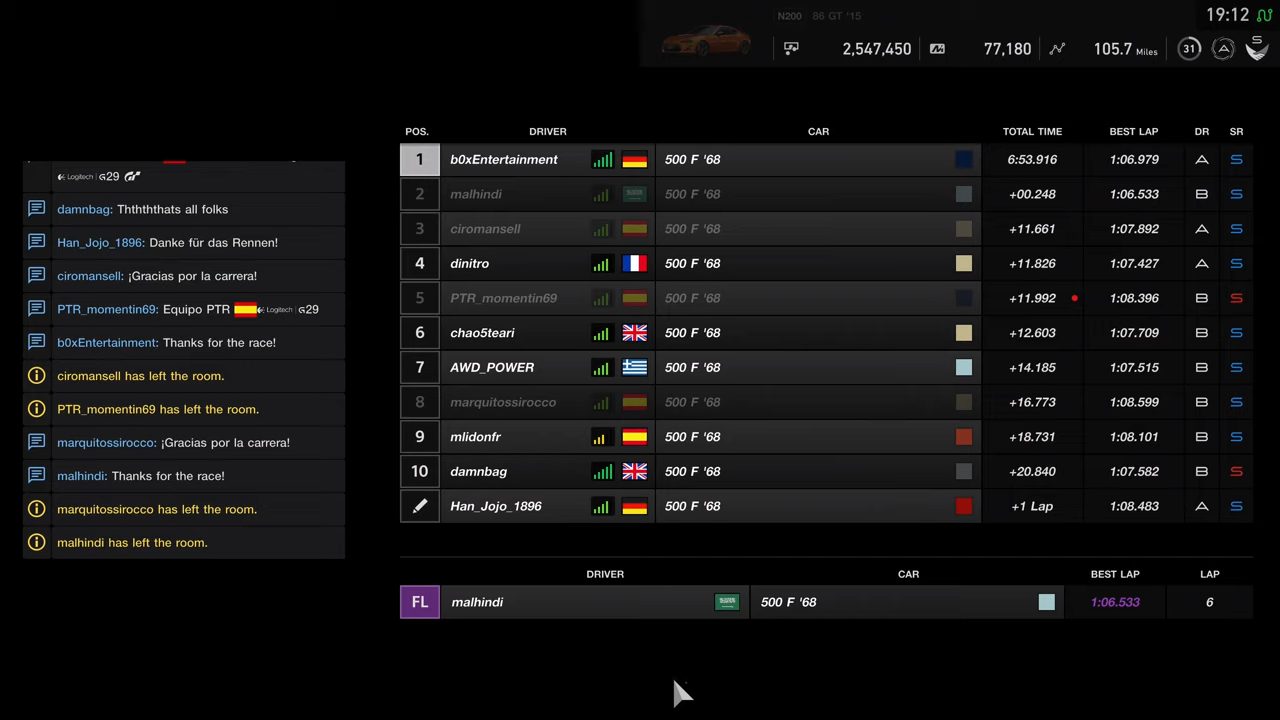 N200 86 GT '15
19:12
2,547,450 77,180 105.7 Miles 31 A S
Logitech G29
damnbag: Thththththats all folks
Han_Jojo_1896: Danke für das Rennen!
ciromansell: ¡Gracias por la carrera!
PTR_momentin69: Equipo PTR Logitech G29
b0xEntertainment: Thanks for the race!
ciromansell has left the room.
PTR_momentin69 has left the room.
marquitossirocco: ¡Gracias por la carrera!
malhindi: Thanks for the race!
marquitossirocco has left the room.
malhindi has left the room.
POS. DRIVER CAR TOTAL TIME BEST LAP DR SR
1 b0xEntertainment 500 F '68 6:53.916 1:06.979 A S
2 malhindi 500 F '68 +00.248 1:06.533 B S
3 ciromansell 500 F '68 +11.661 1:07.892 A S
4 dinitro 500 F '68 +11.826 1:07.427 A S
5 PTR_momentin69 500 F '68 +11.992 1:08.396 B S
6 chao5teari 500 F '68 +12.603 1:07.709 B S
7 AWD_POWER 500 F '68 +14.185 1:07.515 B S
8 marquitossirocco 500 F '68 +16.773 1:08.599 B S
9 mlidonfr 500 F '68 +18.731 1:08.101 B S
10 damnbag 500 F '68 +20.840 1:07.582 B S
Han_Jojo_1896 500 F '68 +1 Lap 1:08.483 A S
DRIVER CAR BEST LAP LAP
FL malhindi 500 F '68 1:06.533 6